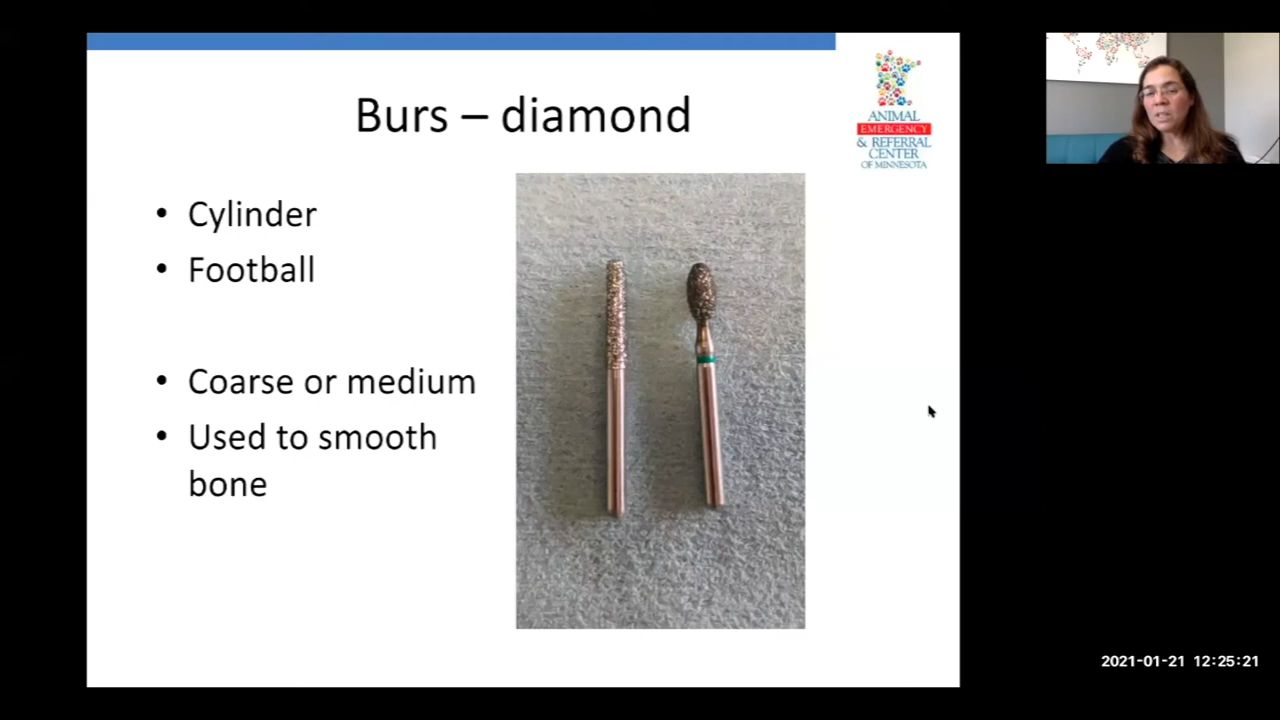 Burs – diamond
ANIMAL
EMERGENCY
& REFERRAL
CENTER
OF MINNESOTA
• Cylinder
• Football
• Coarse or medium
• Used to smooth
bone
2021-01-21 12:25:21